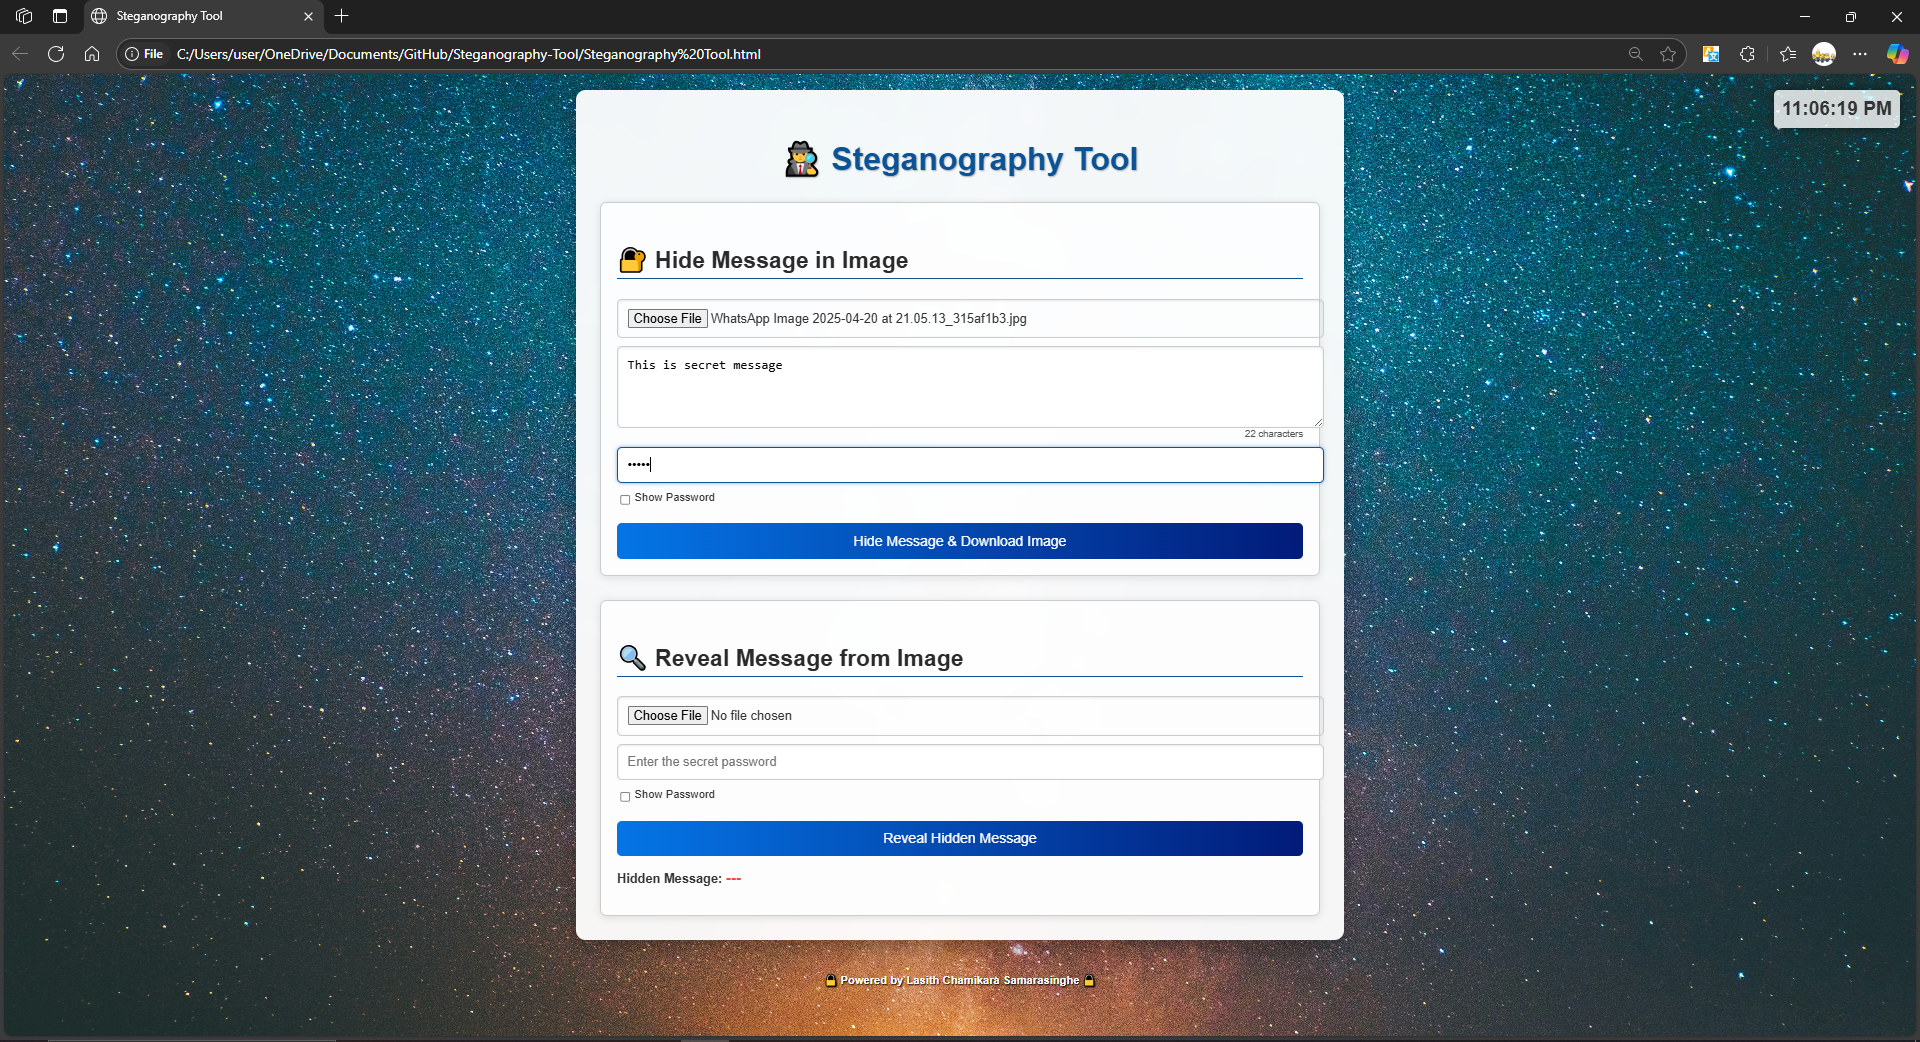 Steganography Tool
File C:/Users/user/OneDrive/Documents/GitHub/Steganography-Tool/Steganography%20Tool.html
11:06:19 PM
Steganography Tool
Hide Message in Image
Choose File WhatsApp Image 2025-04-20 at 21.05.13_315af1b3.jpg
This is secret message
22 characters
•••••
Show Password
Hide Message & Download Image
Reveal Message from Image
Choose File No file chosen
Enter the secret password
Show Password
Reveal Hidden Message
Hidden Message: ---
Powered by Lasith Chamikara Samarasinghe